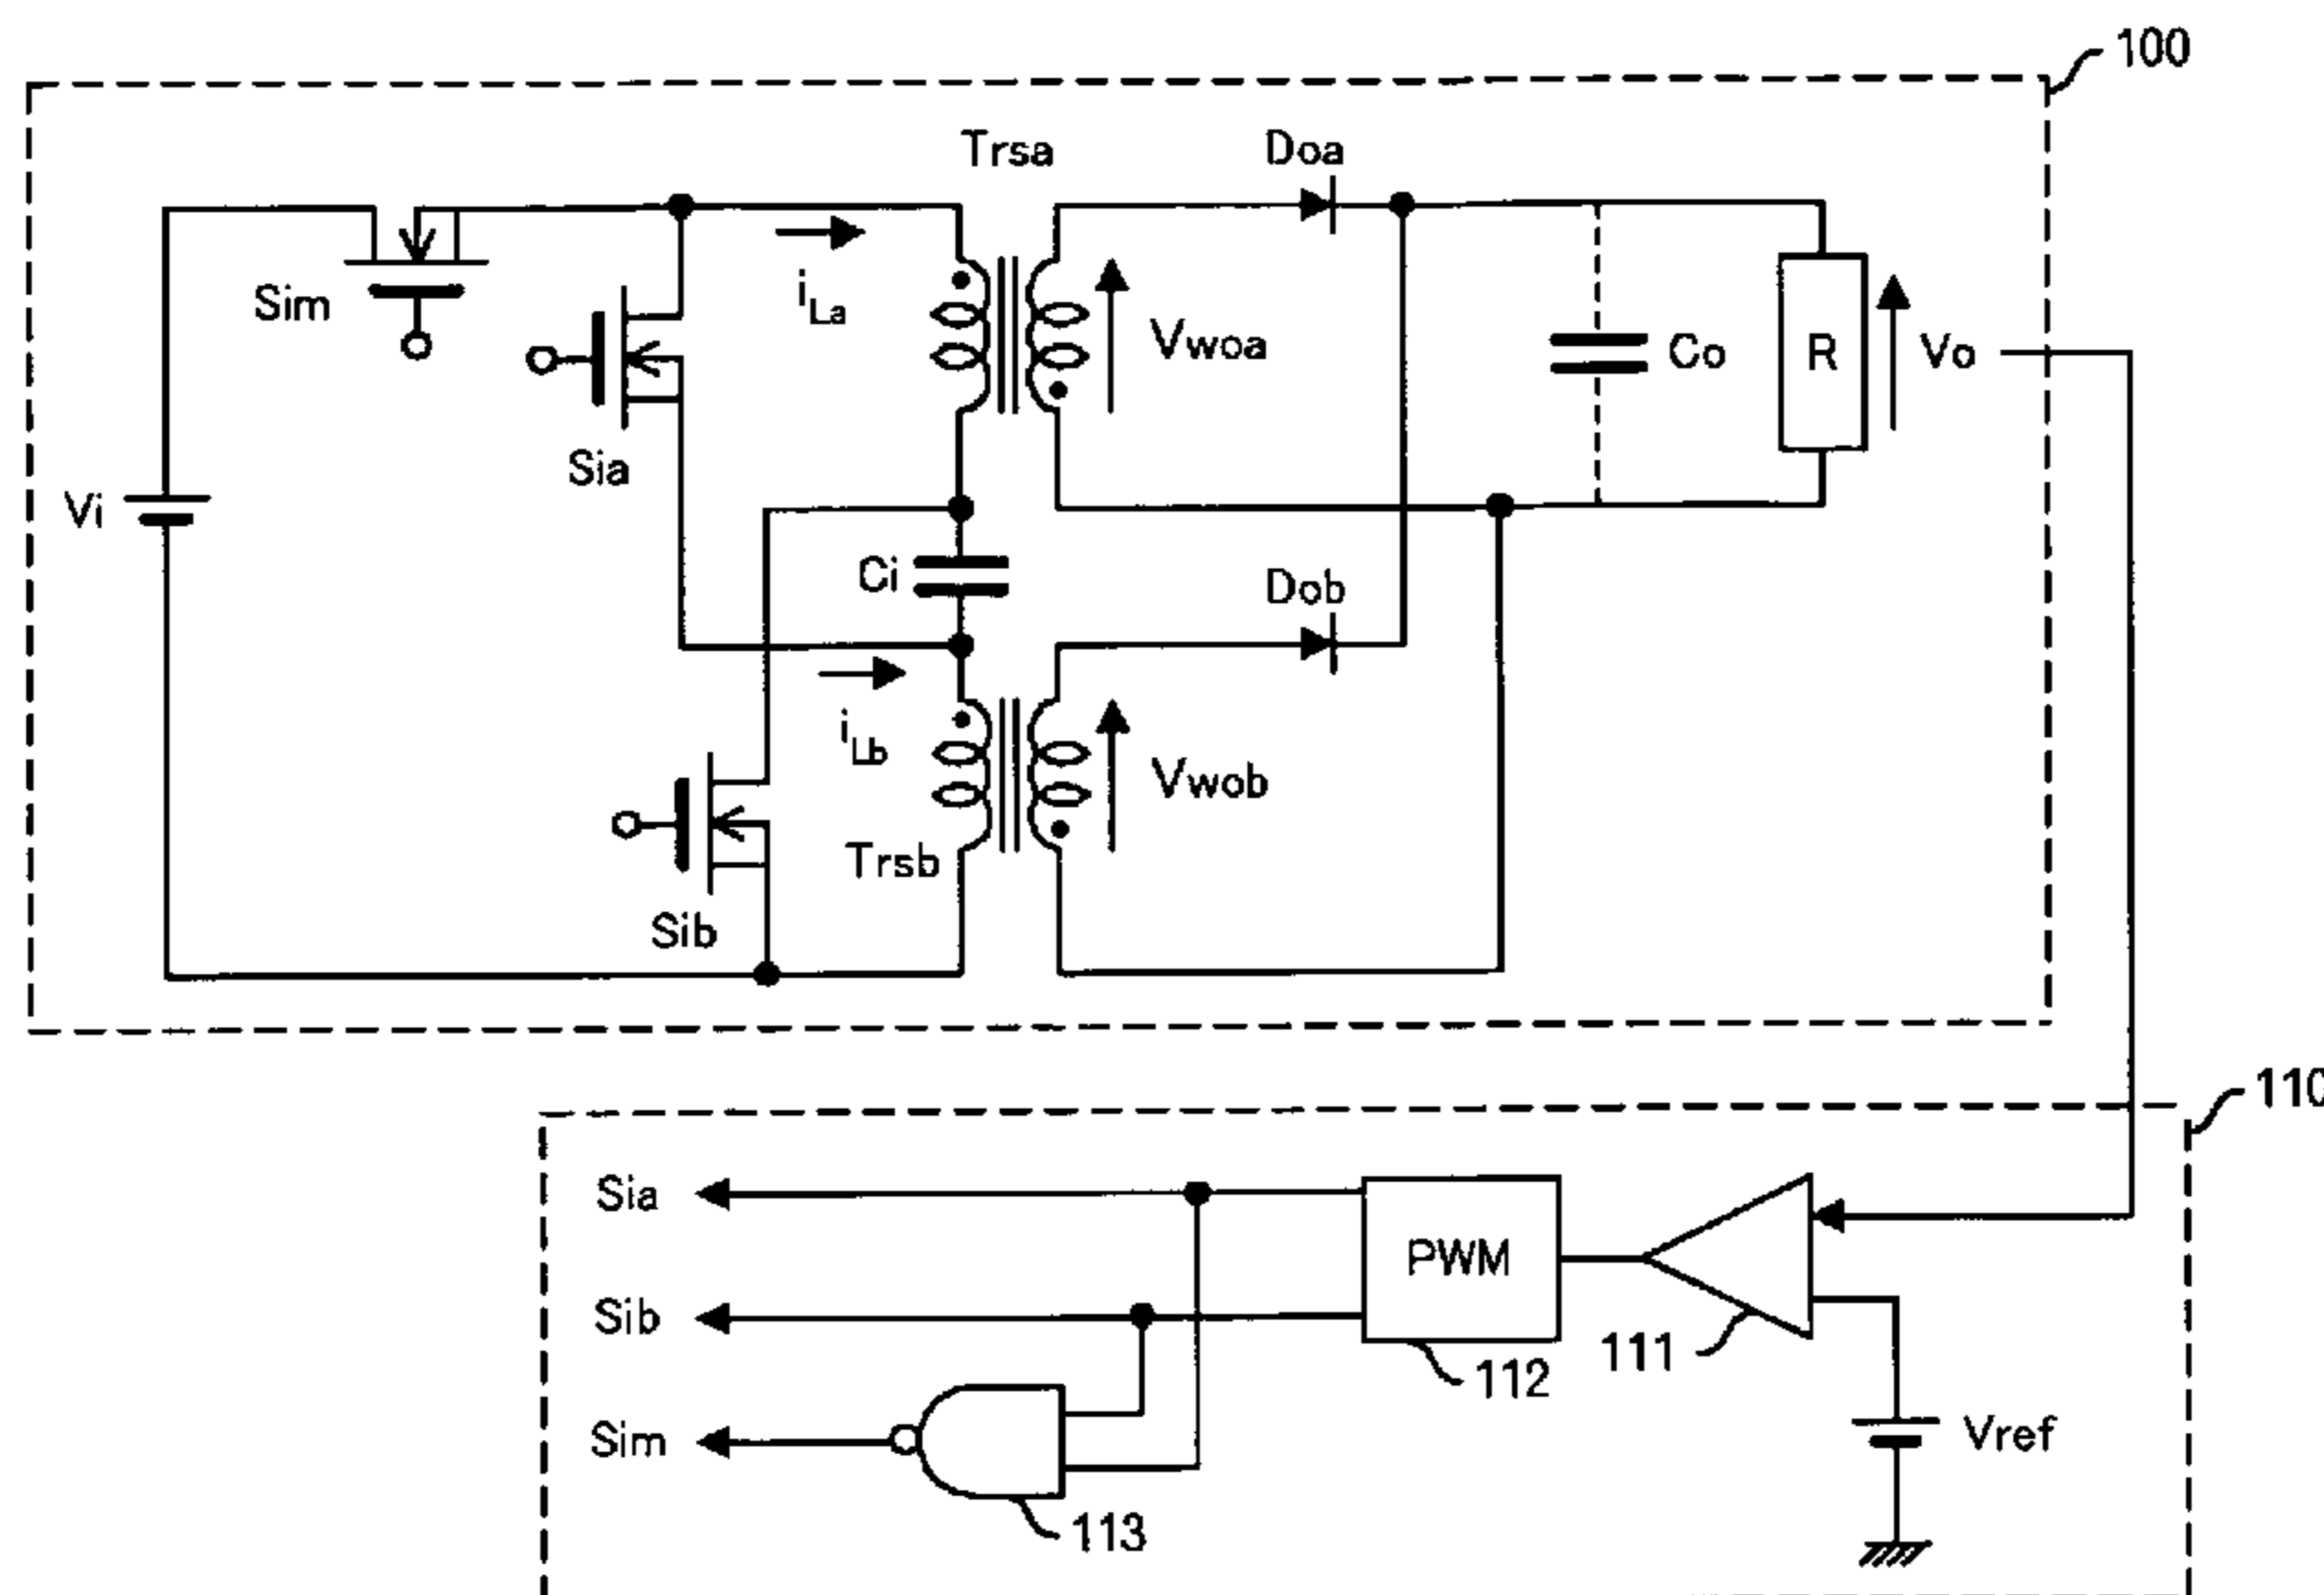 100
Trsa
Doa
Sim
iLa
Vwoa
Co
R
Vo
Sia
Vi
Ci
Dob
iLb
Vwob
Trsb
Sib
110
Sia
PWM
Sib
111
112
Sim
Vref
113